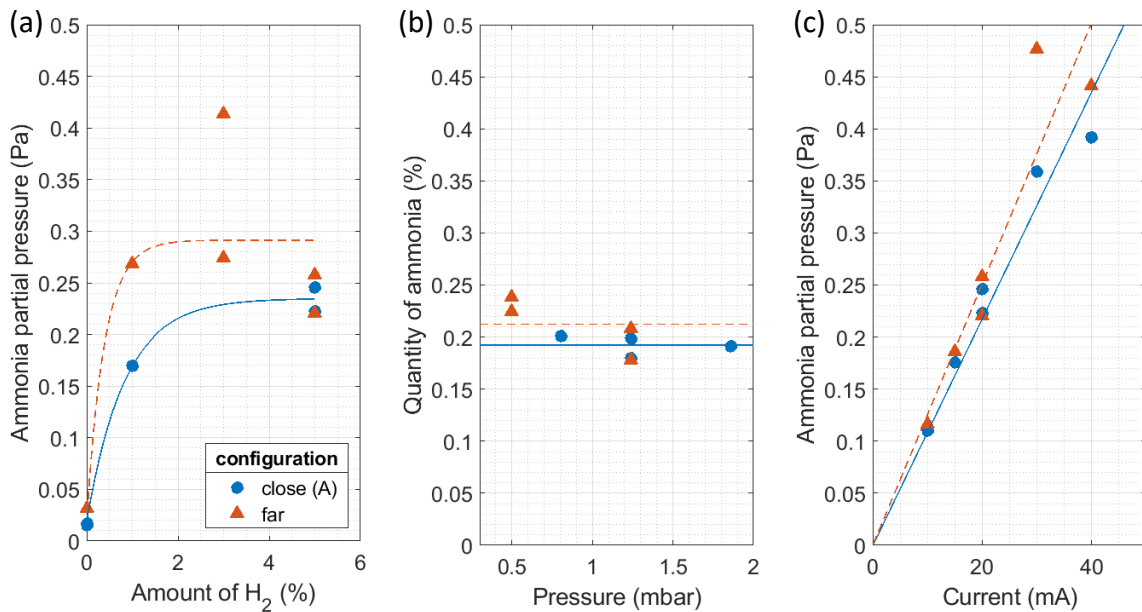 (a)
Ammonia partial pressure (Pa)
0.5
0.45
0.4
0.35
0.3
0.25
0.2
0.15
0.1
0.05
0
0 2 4 6
Amount of H₂ (%)
configuration
close (A)
far
(b)
Quantity of ammonia (%)
0.5
0.45
0.4
0.35
0.3
0.25
0.2
0.15
0.1
0.05
0
0.5 1 1.5 2
Pressure (mbar)
(c)
Ammonia partial pressure (Pa)
0.5
0.45
0.4
0.35
0.3
0.25
0.2
0.15
0.1
0.05
0
0 20 40
Current (mA)